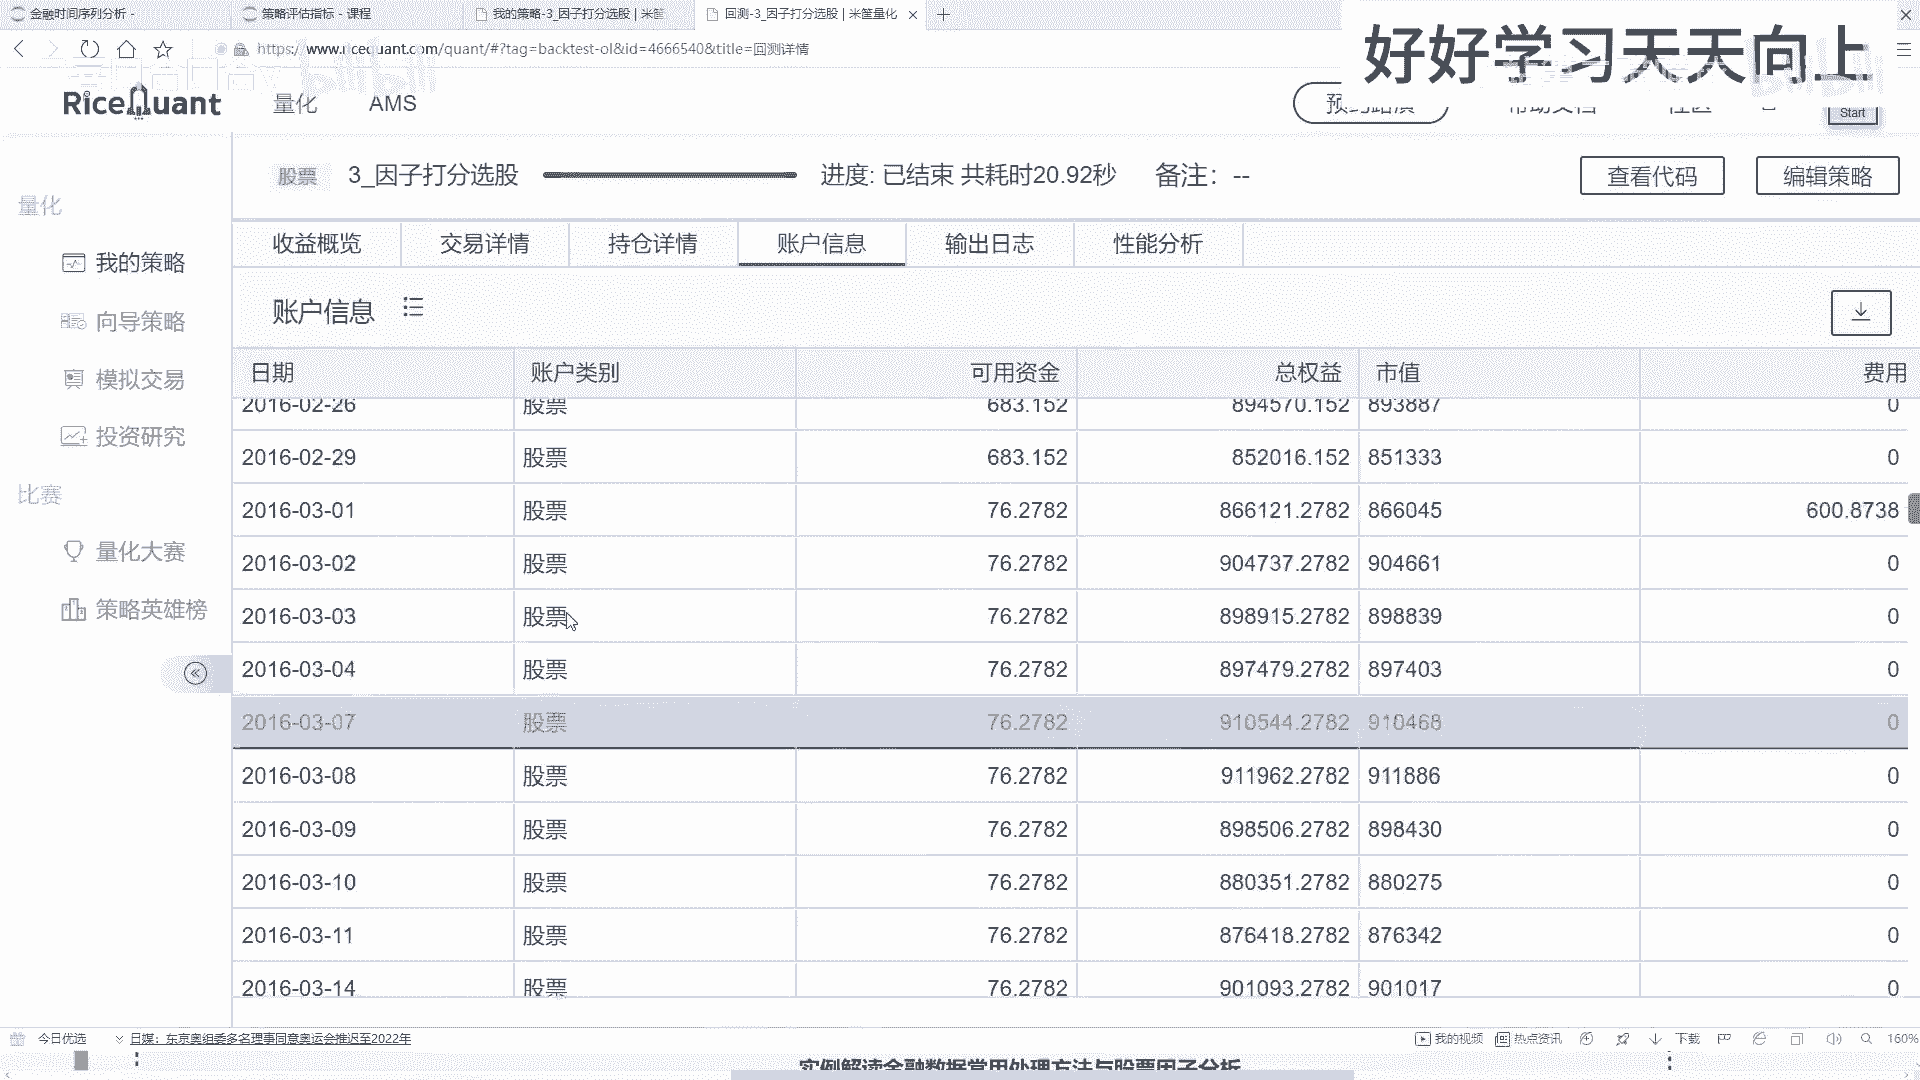 金融时间序列分析 -
策略评估指标 - 课程
我的策略-3_因子打分选股 | 米筐
回测-3_因子打分选股 | 米筐量化
https://www.ricequant.com/quant/#?tag=backtest-ol&id=4666540&title=回测详情
好好学习天天向上
RiceQuant
量化
AMS
Start
股票
3_因子打分选股
进度: 已结束 共耗时20.92秒
备注: --
查看代码
编辑策略
量化
我的策略
向导策略
模拟交易
投资研究
比赛
量化大赛
策略英雄榜
收益概览 交易详情 持仓详情 账户信息 输出日志 性能分析
账户信息
日期 账户类别 可用资金 总权益 市值 费用
2016-02-26 股票 683.152 894570.152 893887 0
2016-02-29 股票 683.152 852016.152 851333 0
2016-03-01 股票 76.2782 866121.2782 866045 600.8738
2016-03-02 股票 76.2782 904737.2782 904661 0
2016-03-03 股票 76.2782 898915.2782 898839 0
2016-03-04 股票 76.2782 897479.2782 897403 0
2016-03-07 股票 76.2782 910544.2782 910468 0
2016-03-08 股票 76.2782 911962.2782 911886 0
2016-03-09 股票 76.2782 898506.2782 898430 0
2016-03-10 股票 76.2782 880351.2782 880275 0
2016-03-11 股票 76.2782 876418.2782 876342 0
2016-03-14 股票 76.2782 901093.2782 901017 0
今日优选
日媒：东京奥组委多名理事同意奥运会推迟至2022年
我的视频
热点资讯
下载
160%
实例解读金融数据常用处理方法与股票因子分析